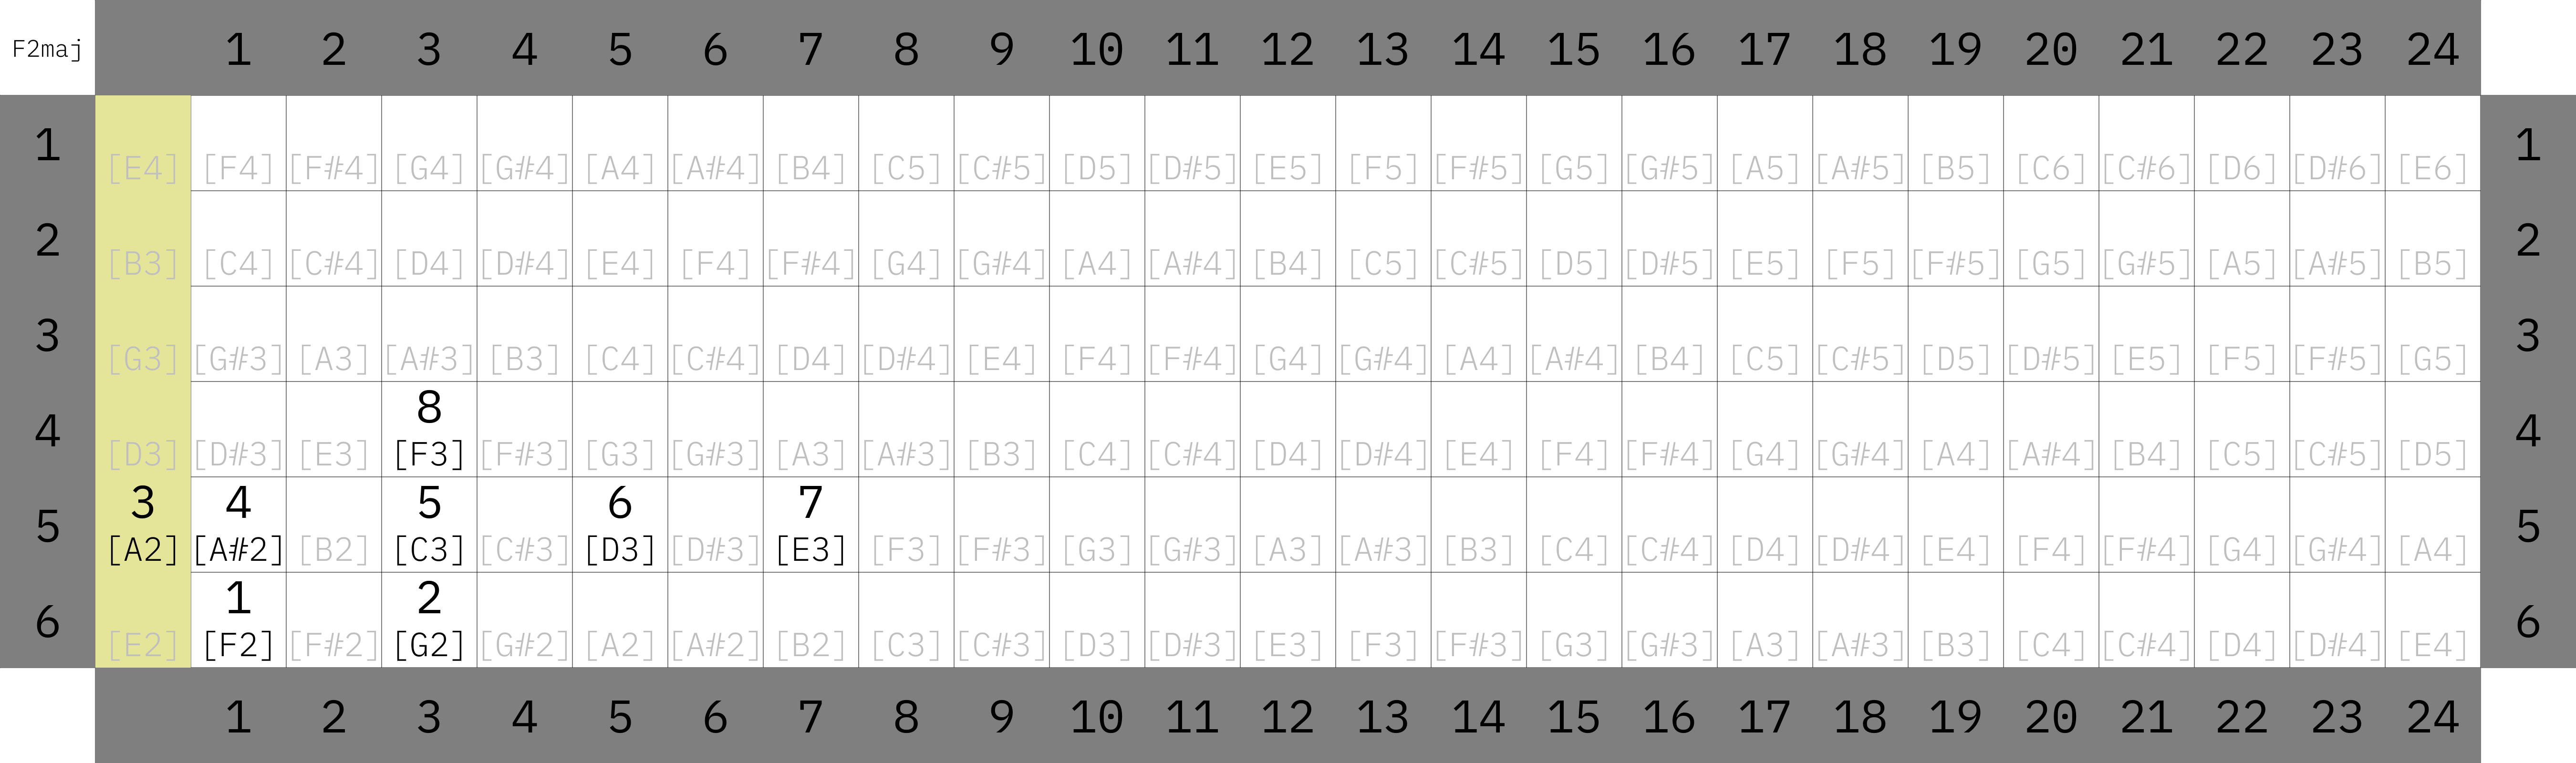 F2maj 1 2 3 4 5 6 7 8 9 10 11 12 13 14 15 16 17 18 19 20 21 22 23 24
1 [E4] [F4] [F#4] [G4] [G#4] [A4] [A#4] [B4] [C5] [C#5] [D5] [D#5] [E5] [F5] [F#5] [G5] [G#5] [A5] [A#5] [B5] [C6] [C#6] [D6] [D#6] [E6] 1
2 [B3] [C4] [C#4] [D4] [D#4] [E4] [F4] [F#4] [G4] [G#4] [A4] [A#4] [B4] [C5] [C#5] [D5] [D#5] [E5] [F5] [F#5] [G5] [G#5] [A5] [A#5] [B5] 2
3 [G3] [G#3] [A3] [A#3] [B3] [C4] [C#4] [D4] [D#4] [E4] [F4] [F#4] [G4] [G#4] [A4] [A#4] [B4] [C5] [C#5] [D5] [D#5] [E5] [F5] [F#5] [G5] 3
8
4 [D3] [D#3] [E3] [F3] [F#3] [G3] [G#3] [A3] [A#3] [B3] [C4] [C#4] [D4] [D#4] [E4] [F4] [F#4] [G4] [G#4] [A4] [A#4] [B4] [C5] [C#5] [D5] 4
3 4 5 6 7
5 [A2] [A#2] [B2] [C3] [C#3] [D3] [D#3] [E3] [F3] [F#3] [G3] [G#3] [A3] [A#3] [B3] [C4] [C#4] [D4] [D#4] [E4] [F4] [F#4] [G4] [G#4] [A4] 5
1 2
6 [E2] [F2] [F#2] [G2] [G#2] [A2] [A#2] [B2] [C3] [C#3] [D3] [D#3] [E3] [F3] [F#3] [G3] [G#3] [A3] [A#3] [B3] [C4] [C#4] [D4] [D#4] [E4] 6
1 2 3 4 5 6 7 8 9 10 11 12 13 14 15 16 17 18 19 20 21 22 23 24